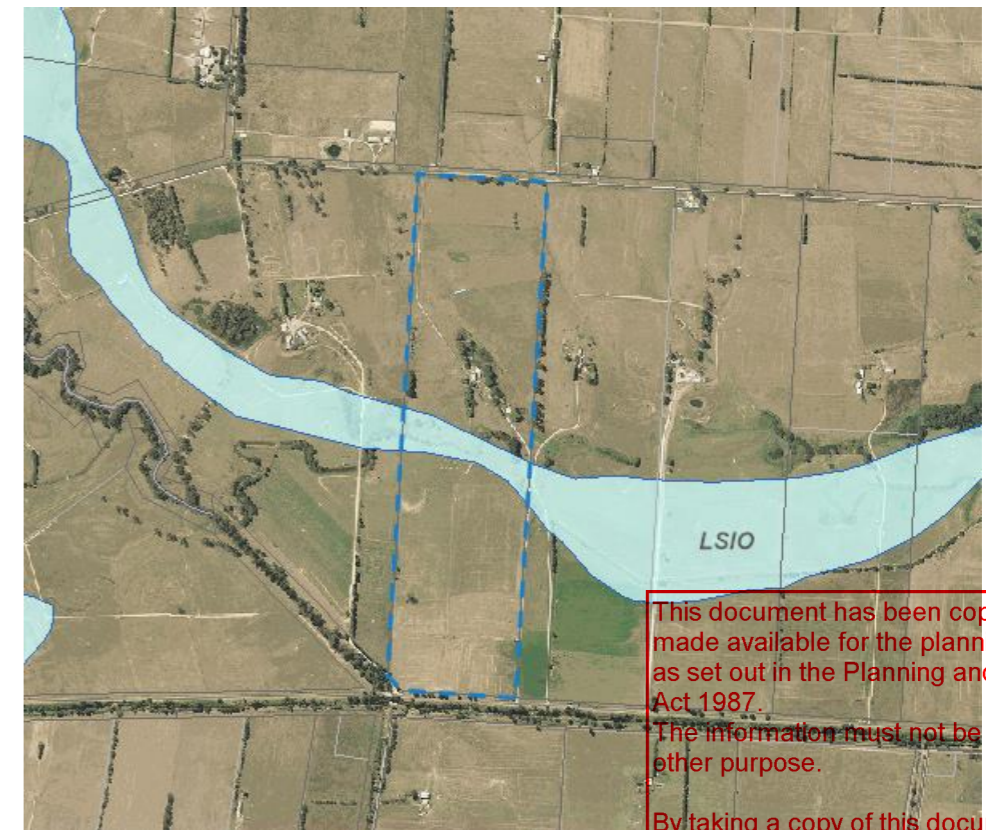 LSIO
This document has been cop
made available for the plann
as set out in the Planning and
Act 1987.
The information must not be
other purpose.
By taking a copy of this docu